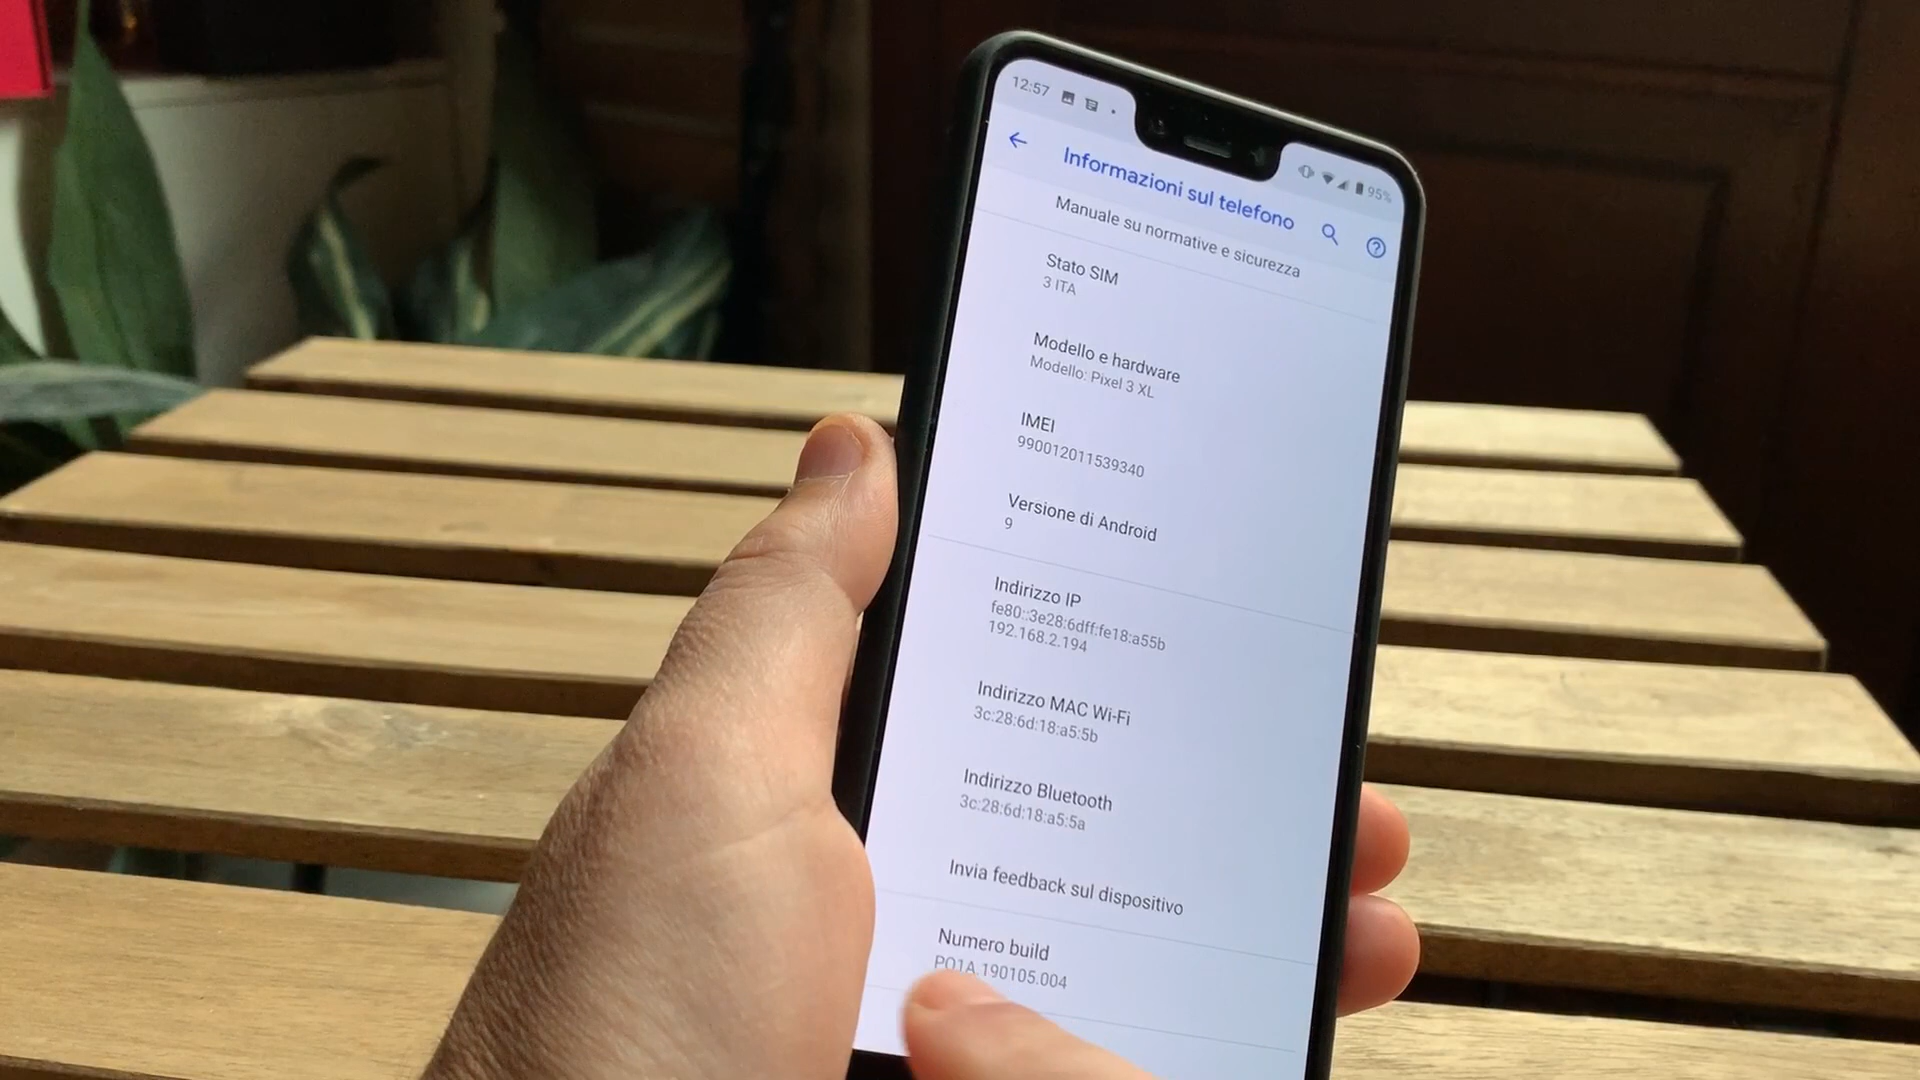 12:57
95%
Informazioni sul telefono
Manuale su normative e sicurezza
Stato SIM
3 ITA
Modello e hardware
Modello: Pixel 3 XL
IMEI
990012011539340
Versione di Android
9
Indirizzo IP
fe80::3e28:6dff:fe18:a55b
192.168.2.194
Indirizzo MAC Wi-Fi
3c:28:6d:18:a5:5b
Indirizzo Bluetooth
3c:28:6d:18:a5:5a
Invia feedback sul dispositivo
Numero build
PQ1A.190105.004